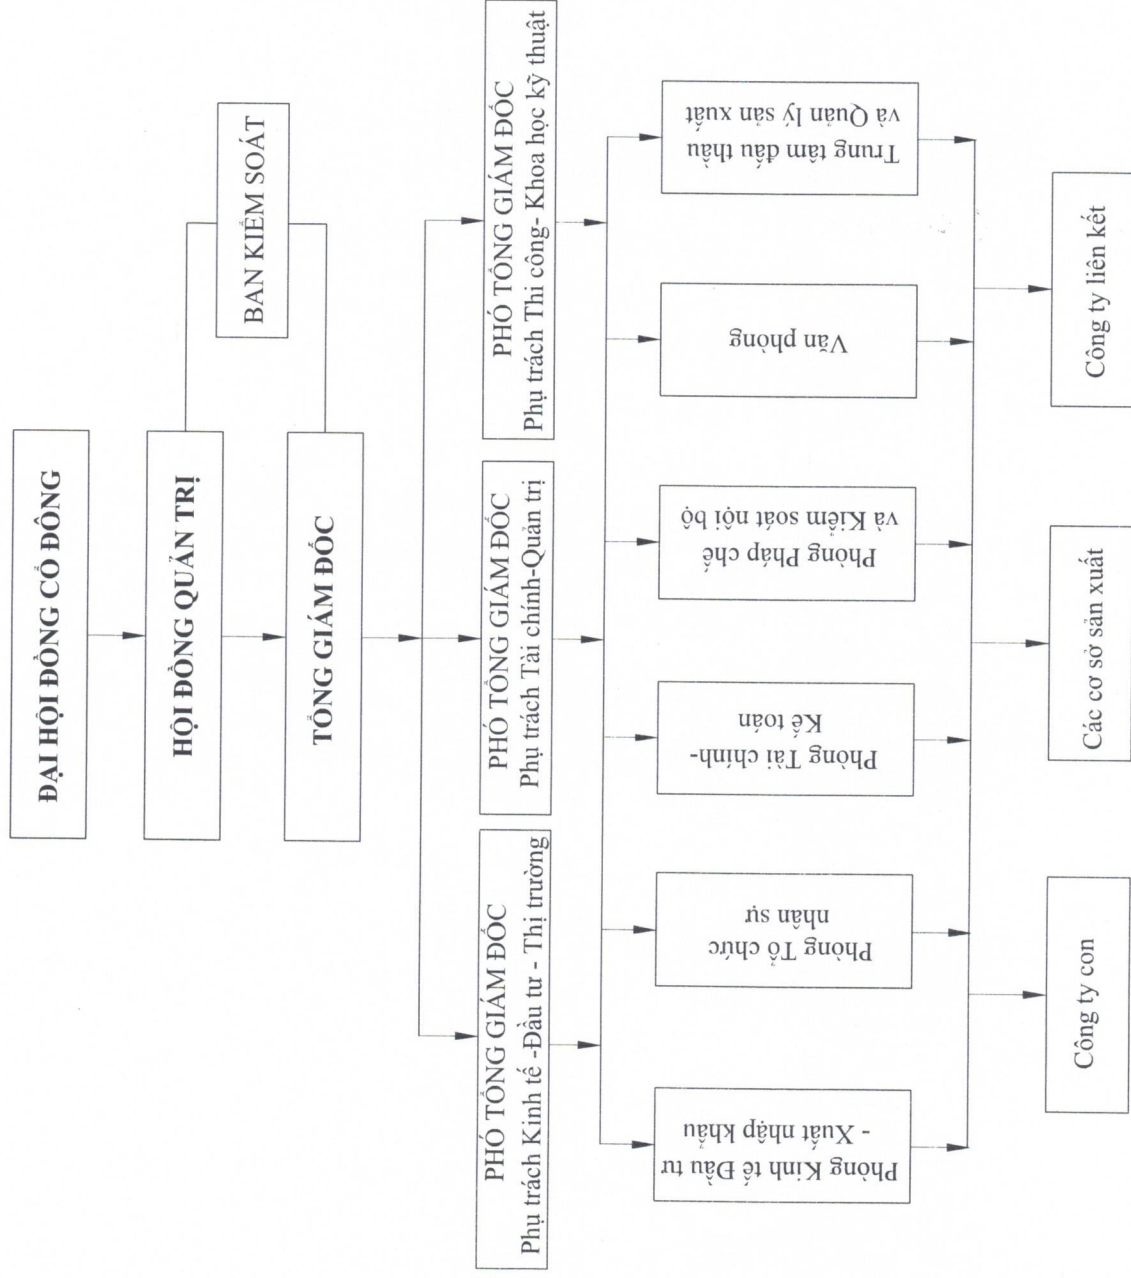 ĐẠI HỘI ĐỒNG CỔ ĐÔNG
HỘI ĐỒNG QUẢN TRỊ
BAN KIỂM SOÁT
TỔNG GIÁM ĐỐC
PHÓ TỔNG GIÁM ĐỐC
Phụ trách Kinh tế -Đầu tư - Thị trường
PHÓ TỔNG GIÁM ĐỐC
Phụ trách Tài chính-Quản trị
PHÓ TỔNG GIÁM ĐỐC
Phụ trách Thi công- Khoa học kỹ thuật
Phòng Kinh tế Đầu tư
- Xuất nhập khẩu
Phòng Tổ chức
nhân sự
Phòng Tài chính-
Kế toán
Phòng Pháp chế
và Kiểm soát nội bộ
Văn phòng
Trung tâm đấu thầu
và Quản lý sản xuất
Công ty con
Các cơ sở sản xuất
Công ty liên kết